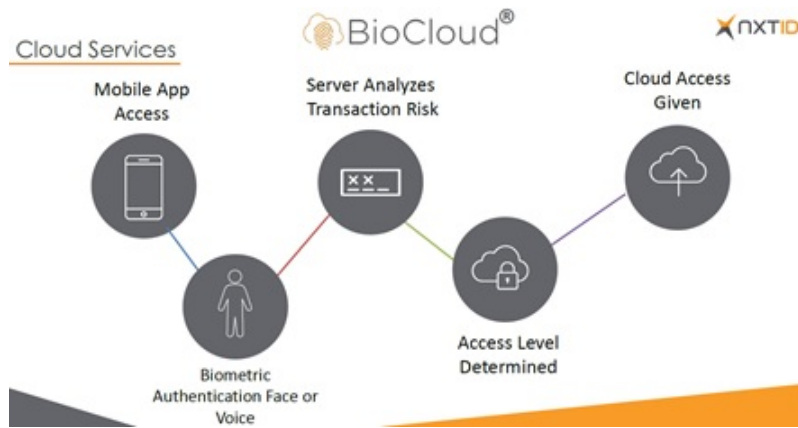 Cloud Services
BioCloud®
NXTID
Mobile App
Access
Server Analyzes
Transaction Risk
Cloud Access
Given
XX_
Biometric
Authentication Face or
Voice
Access Level
Determined